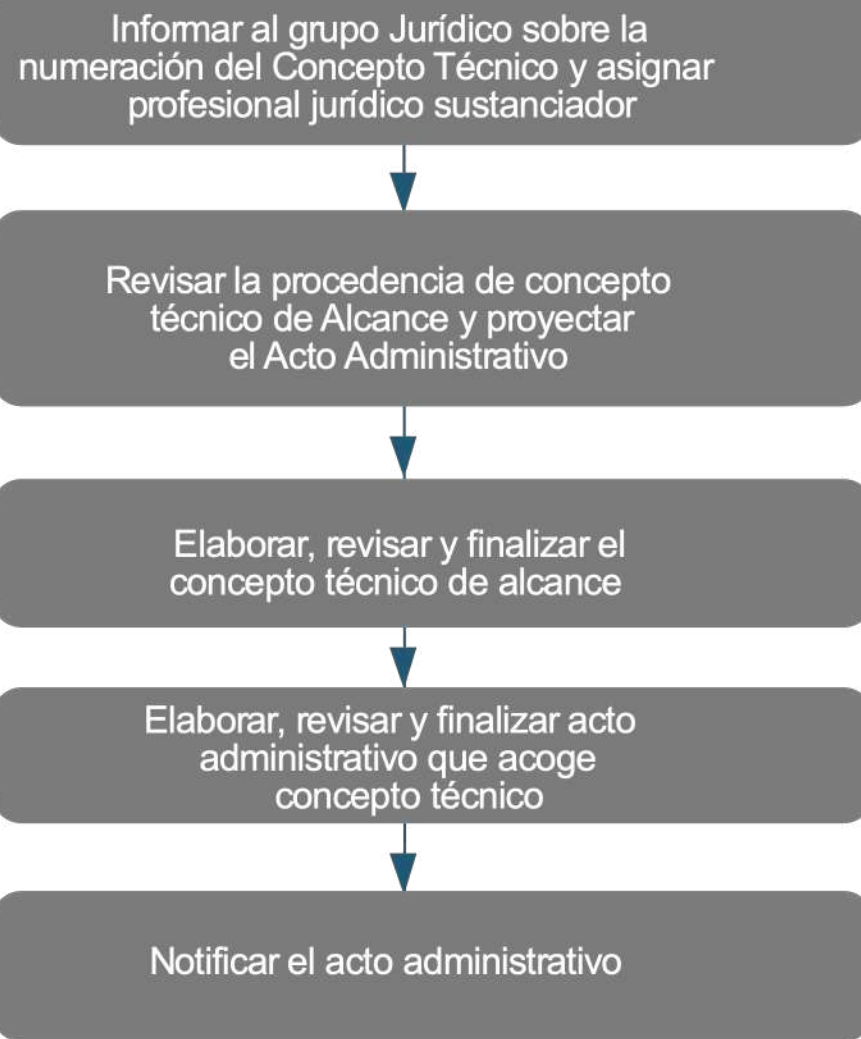 Informar al grupo Jurídico sobre la
numeración del Concepto Técnico y asignar
profesional jurídico sustanciador
Revisar la procedencia de concepto
técnico de Alcance y proyectar
el Acto Administrativo
Elaborar, revisar y finalizar el
concepto técnico de alcance
Elaborar, revisar y finalizar acto
administrativo que acoge
concepto técnico
Notificar el acto administrativo